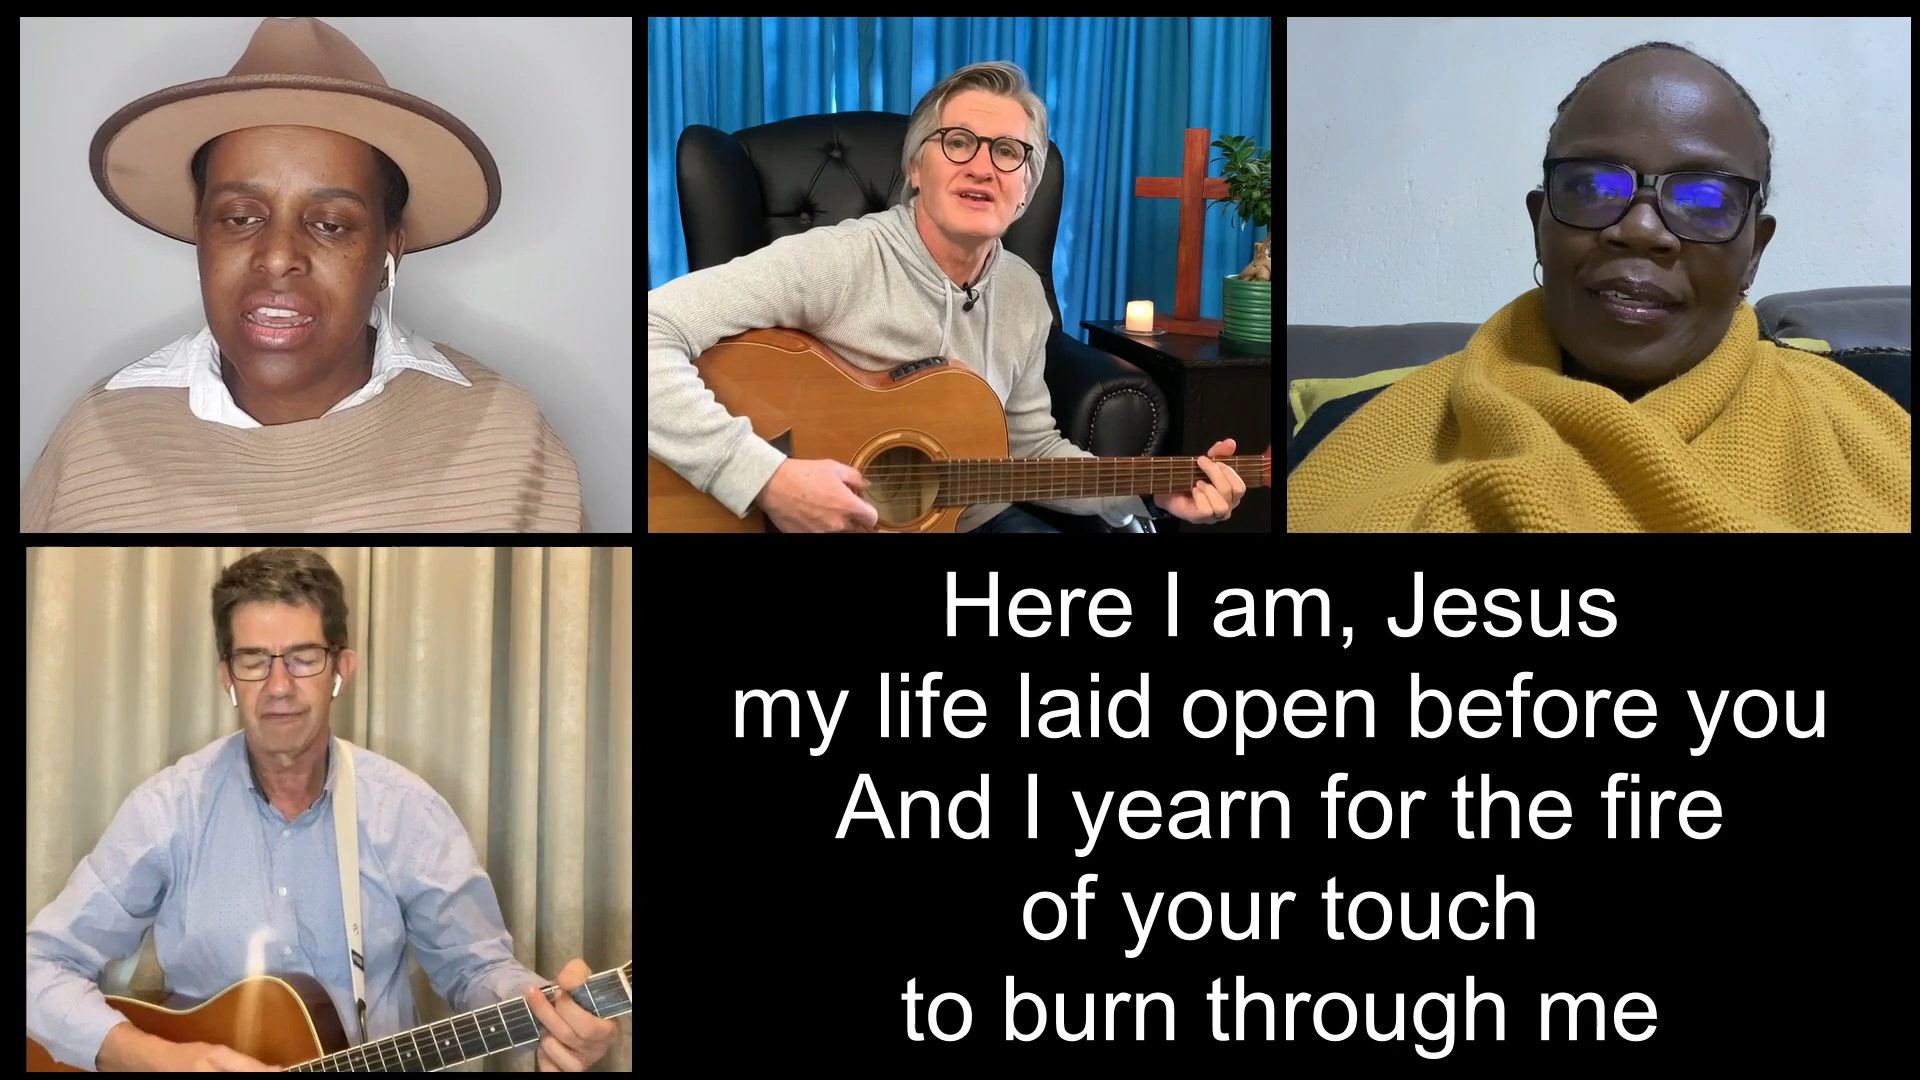 Here I am, Jesus
my life laid open before you
And I yearn for the fire
of your touch
to burn through me